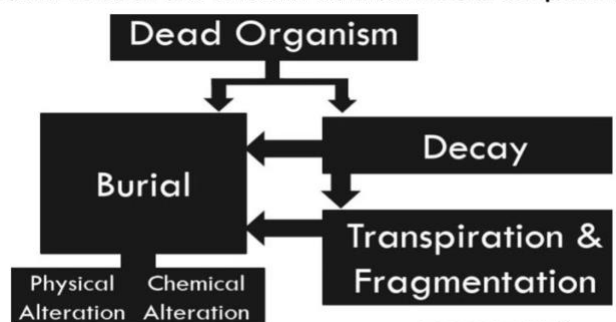 Dead Organism
Burial
Decay
Transpiration &
Fragmentation
Physical Chemical
Alteration Alteration